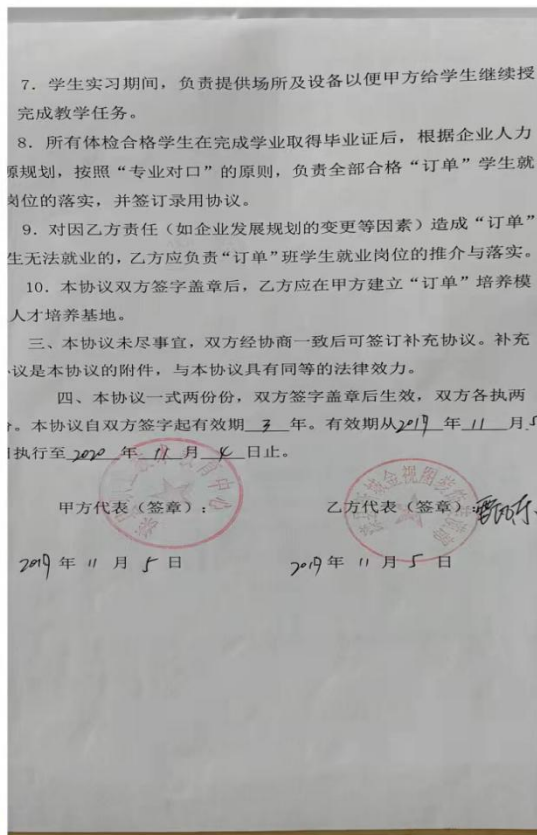 7．学生实习期间，负责提供场所及设备以便甲方给学生继续授
完成教学任务。
8．所有体检合格学生在完成学业取得毕业证后，根据企业人力
源规划，按照“专业对口”的原则，负责全部合格“订单”学生就
岗位的落实，并签订录用协议。
9．对因乙方责任（如企业发展规划的变更等因素）造成“订单”
生无法就业的，乙方应负责“订单”班学生就业岗位的推介与落实。
10．本协议双方签字盖章后，乙方应在甲方建立“订单”培养模
人才培养基地。
三、本协议未尽事宜，双方经协商一致后可签订补充协议。补充
议是本协议的附件，与本协议具有同等的法律效力。
四、本协议一式两份份，双方签字盖章后生效，双方各执两
。本协议自双方签字起有效期 3 年。有效期从2019 年 11 月5
执行至 2020 年 11 月 4 日止。
甲方代表（签章）： 乙方代表（签章）：
2019 年 11 月 5 日 2019 年 11 月 5 日